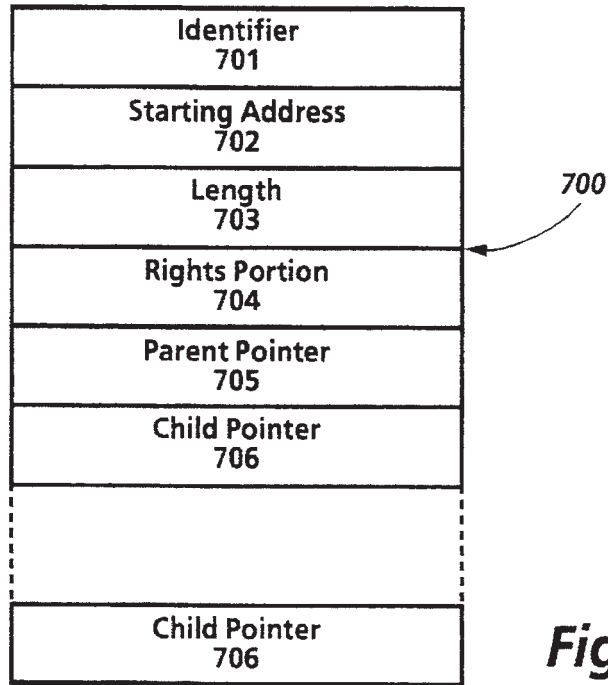 Identifier
701
Starting Address
702
Length
703
700
Rights Portion
704
Parent Pointer
705
Child Pointer
706
Child Pointer
706
Fig